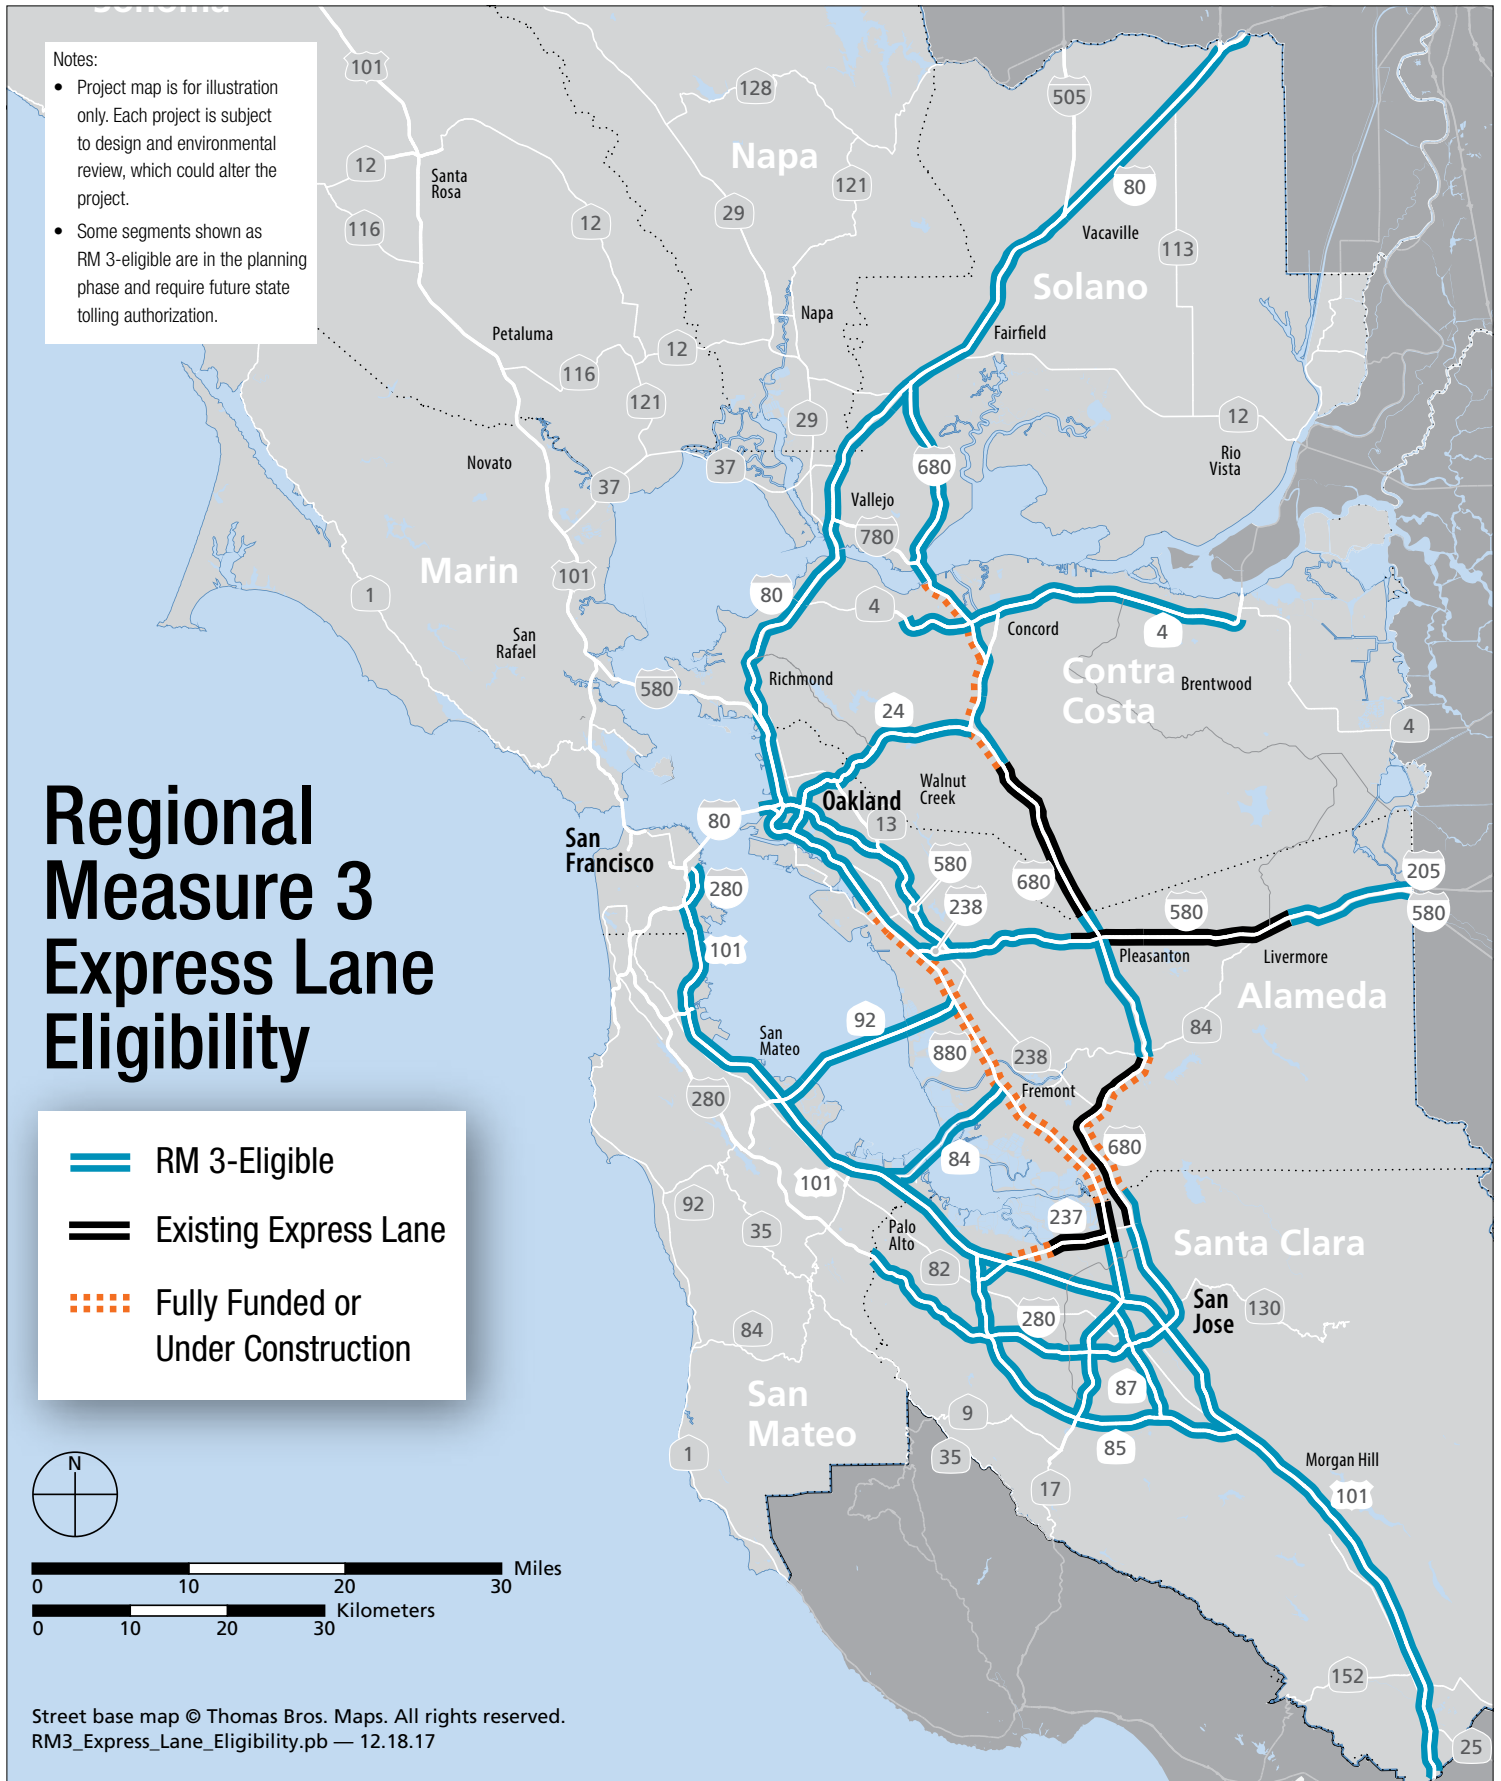 Sonoma
Notes:
• Project map is for illustration
only. Each project is subject
to design and environmental
review, which could alter the
project.
• Some segments shown as
RM 3-eligible are in the planning
phase and require future state
tolling authorization.
101
128
505
12
Santa
Rosa
Napa
121
80
116
12
29
Vacaville
113
Solano
Napa
Petaluma
12
Fairfield
116
121
29
12
Novato
37
37
680
Rio
Vista
Vallejo
780
Marin
101
1
80
4
Concord
4
San
Rafael
Contra
Costa
Brentwood
580
Richmond
24
4
Regional
Measure 3
Express Lane
Eligibility
Walnut
Creek
Oakland
13
80
San
Francisco
580
680
205
280
238
580
580
101
Pleasanton
Livermore
Alameda
92
84
San
Mateo
880
238
280
Fremont
680
84
101
92
35
237
Palo
Alto
Santa Clara
82
San
Jose
130
280
84
87
San
Mateo
9
85
35
1
17
Morgan Hill
101
152
25
RM 3-Eligible
Existing Express Lane
Fully Funded or
Under Construction
N
Miles
0 10 20 30
Kilometers
0 10 20 30
Street base map © Thomas Bros. Maps. All rights reserved.
RM3_Express_Lane_Eligibility.pb — 12.18.17